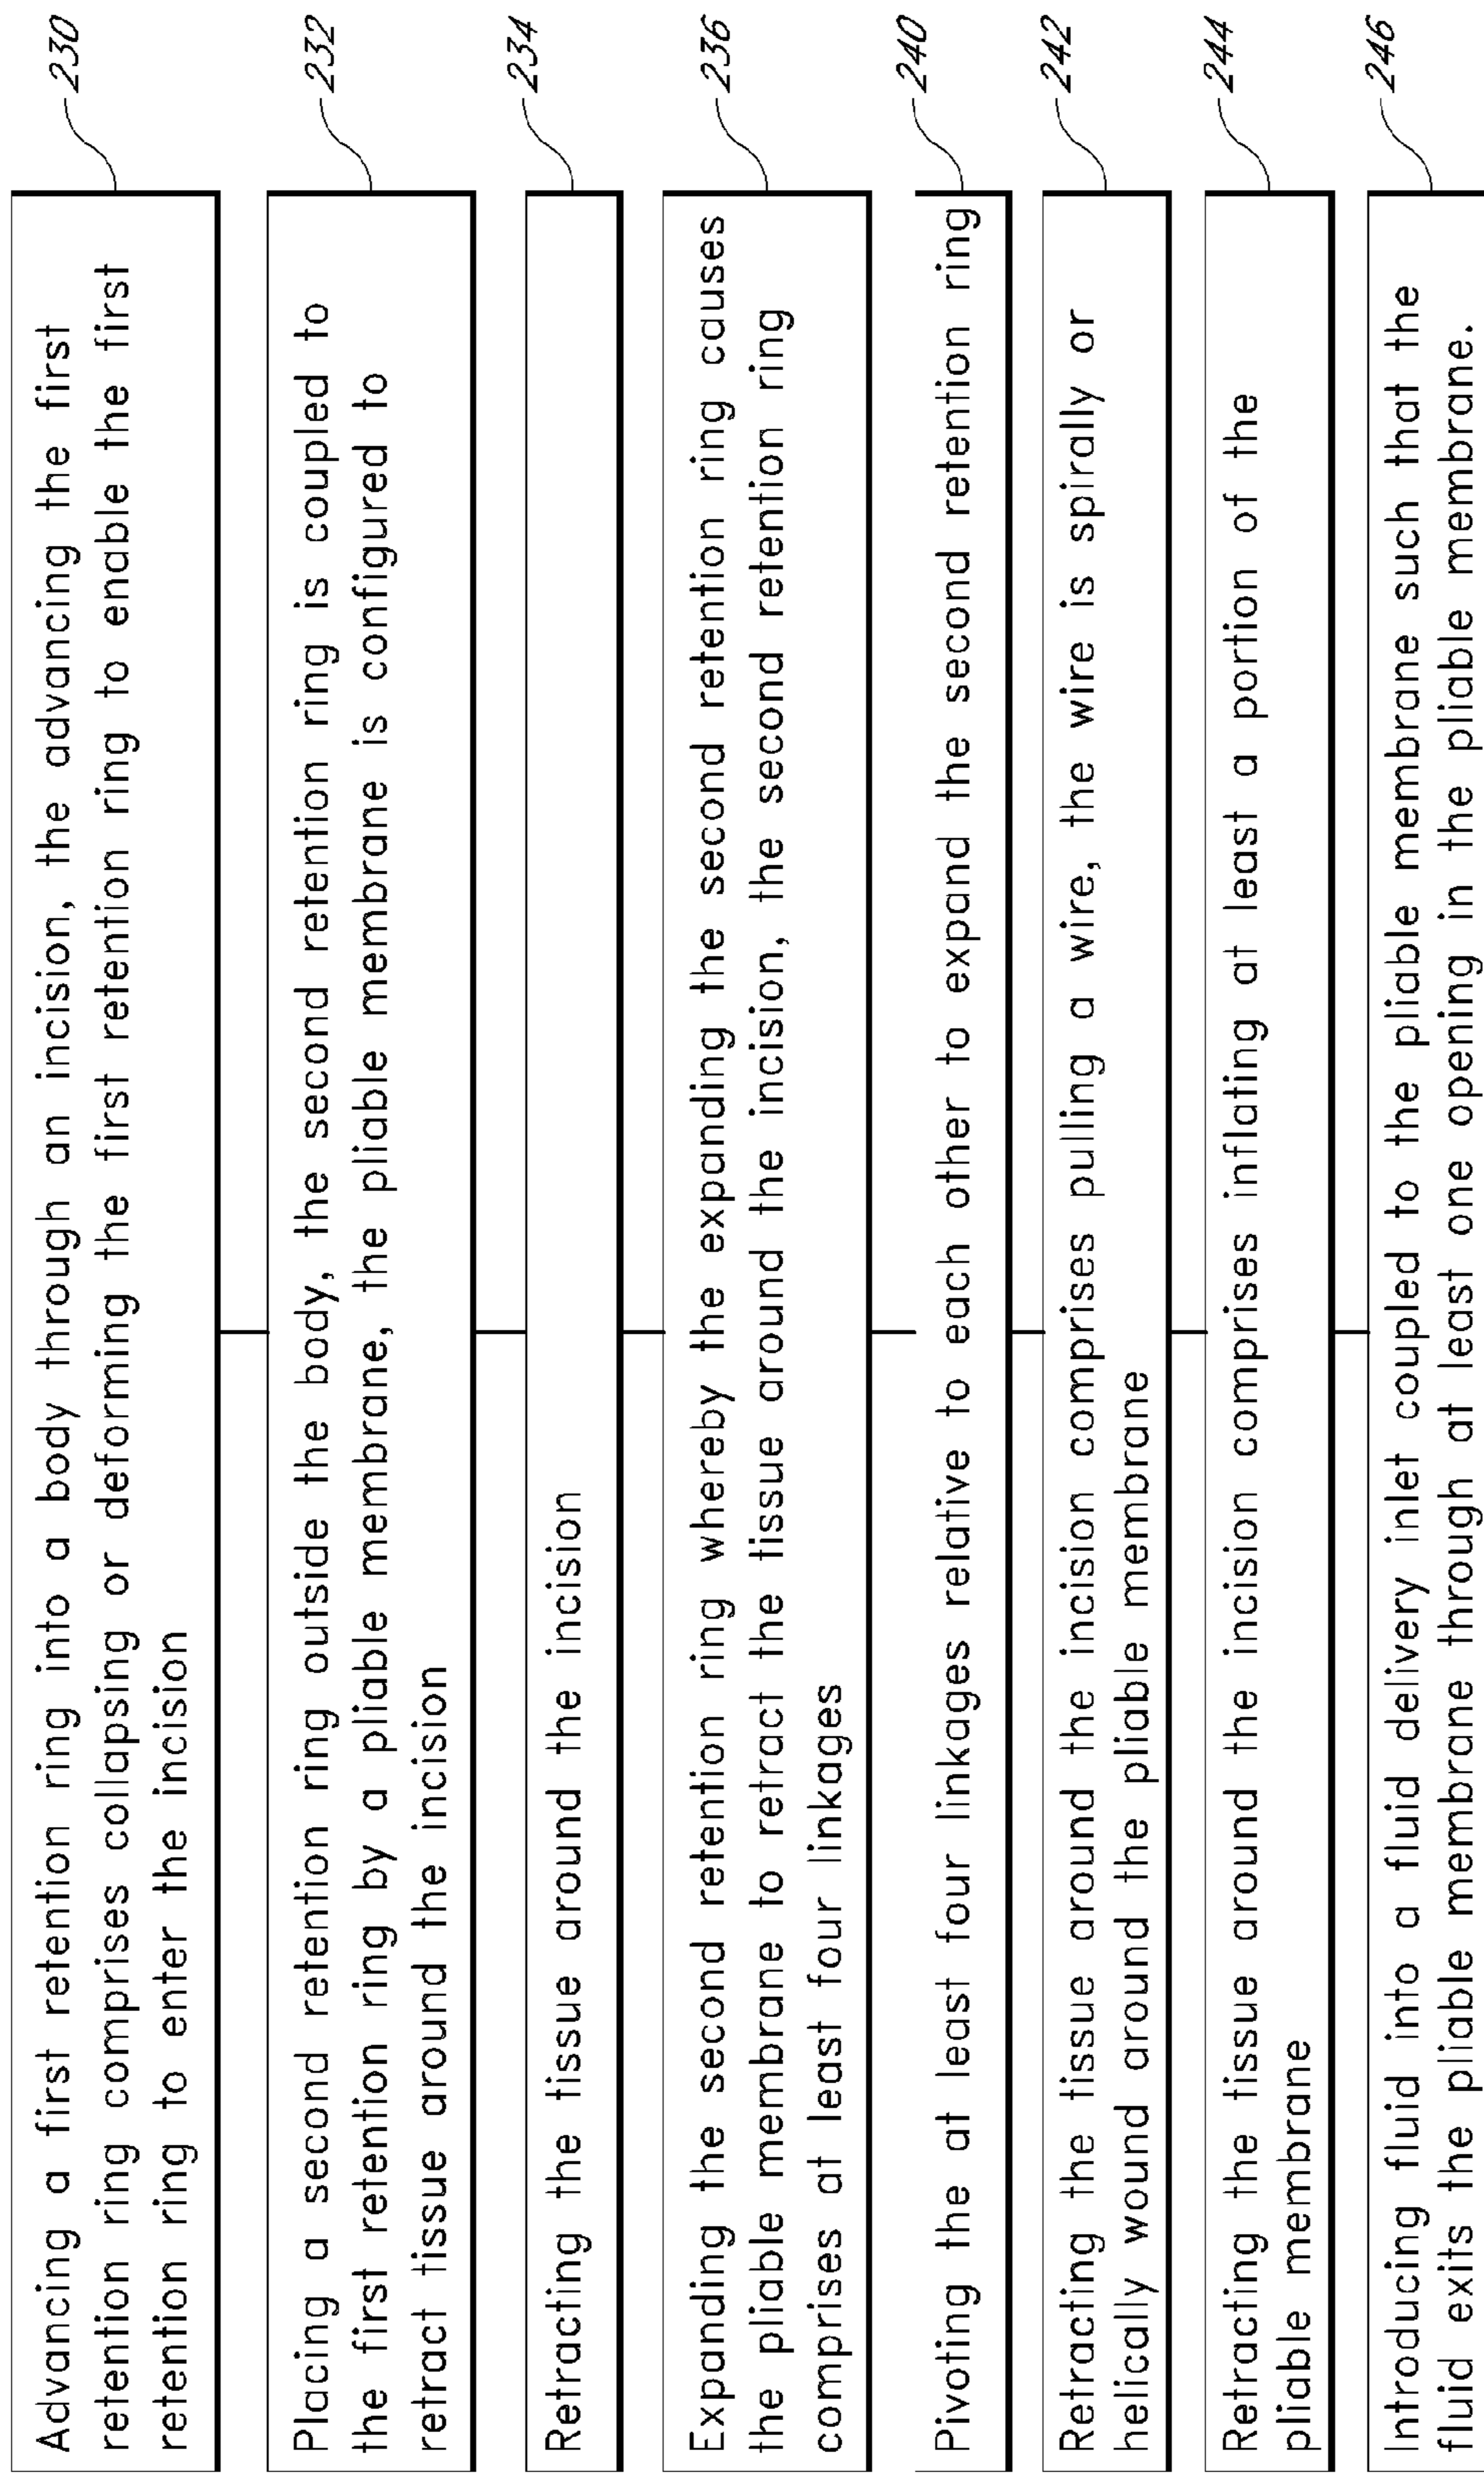 Advancing a first retention ring into a body through an incision, the advancing the first
retention ring comprises collapsing or deforming the first retention ring to enable the first
retention ring to enter the incision
230
Placing a second retention ring outside the body, the second retention ring is coupled to
the first retention ring by a pliable membrane, the pliable membrane is configured to
retract tissue around the incision
232
Retracting the tissue around the incision
234
Expanding the second retention ring whereby the expanding the second retention ring causes
the pliable membrane to retract the tissue around the incision, the second retention ring
comprises at least four linkages
236
Pivoting the at least four linkages relative to each other to expand the second retention ring
240
Retracting the tissue around the incision comprises pulling a wire, the wire is spirally or
helically wound around the pliable membrane
242
Retracting the tissue around the incision comprises inflating at least a portion of the
pliable membrane
244
Introducing fluid into a fluid delivery inlet coupled to the pliable membrane such that the
fluid exits the pliable membrane through at least one opening in the pliable membrane.
246